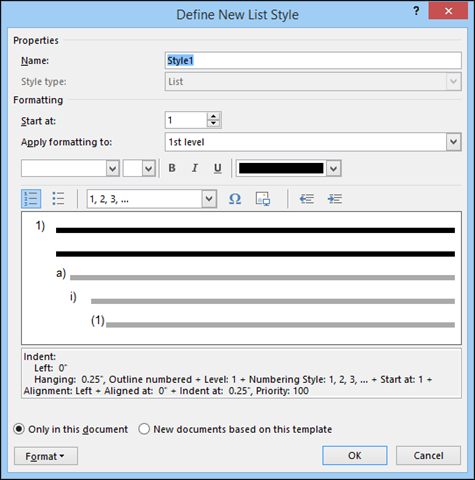 Define New List Style
?
Properties
Name: Style1
Style type: List
Formatting
Start at: 1
Apply formatting to: 1st level
B I U
1, 2, 3, ... Ω
1)
a)
i)
(1)
Indent:
Left: 0"
Hanging: 0.25", Outline numbered + Level: 1 + Numbering Style: 1, 2, 3, ... + Start at: 1 +
Alignment: Left + Aligned at: 0" + Indent at: 0.25", Priority: 100
Only in this document New documents based on this template
Format OK Cancel